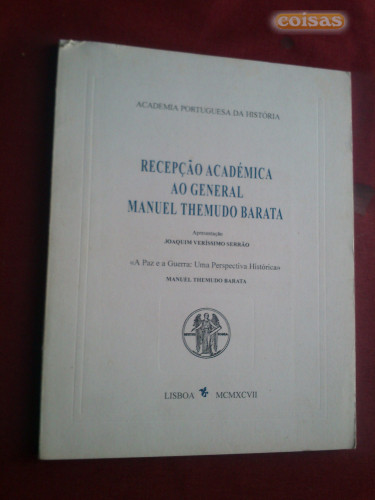 coisas
ACADEMIA PORTUGUESA DA HISTÓRIA
RECEPÇÃO ACADÉMICA
AO GENERAL
MANUEL THEMUDO BARATA
Apresentação
JOAQUIM VERÍSSIMO SERRÃO
«A Paz e a Guerra: Uma Perspectiva Histórica»
MANUEL THEMUDO BARATA
LISBOA MCMXCVII